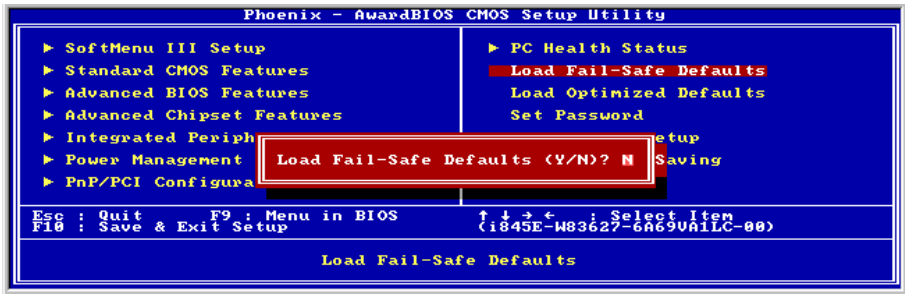 Phoenix - AwardBIOS CMOS Setup Utility
► SoftMenu III Setup
► Standard CMOS Features
► Advanced BIOS Features
► Advanced Chipset Features
► Integrated Periph
► Power Management
► PnP/PCI Configura
► PC Health Status
Load Fail-Safe Defaults
Load Optimized Defaults
Set Password
etup
Saving
Load Fail-Safe Defaults (Y/N)? N
Esc : Quit F9 : Menu in BIOS ↑ ↓ → ← : Select Item
F10 : Save & Exit Setup (i845E-W83627-6A69VA1LC-00)
Load Fail-Safe Defaults